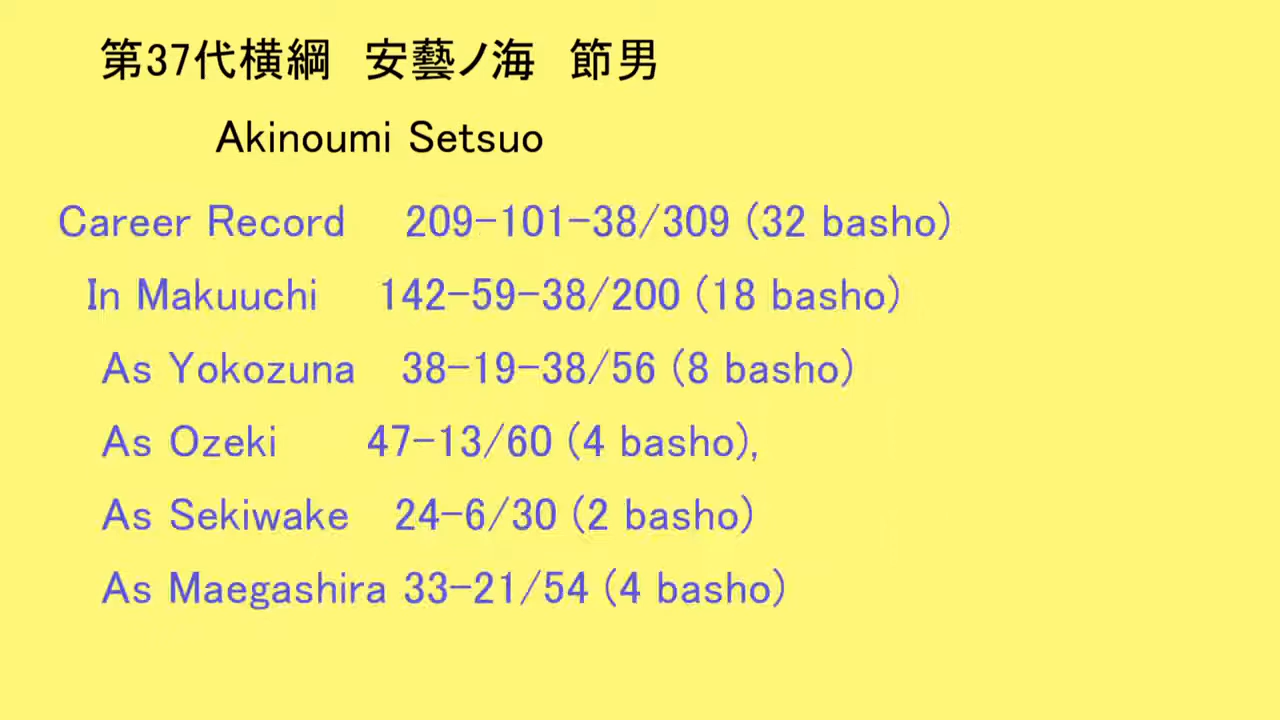 第37代横綱　安藝ノ海　節男
Akinoumi Setsuo
Career Record 209-101-38/309 (32 basho)
In Makuuchi 142-59-38/200 (18 basho)
As Yokozuna 38-19-38/56 (8 basho)
As Ozeki 47-13/60 (4 basho),
As Sekiwake 24-6/30 (2 basho)
As Maegashira 33-21/54 (4 basho)